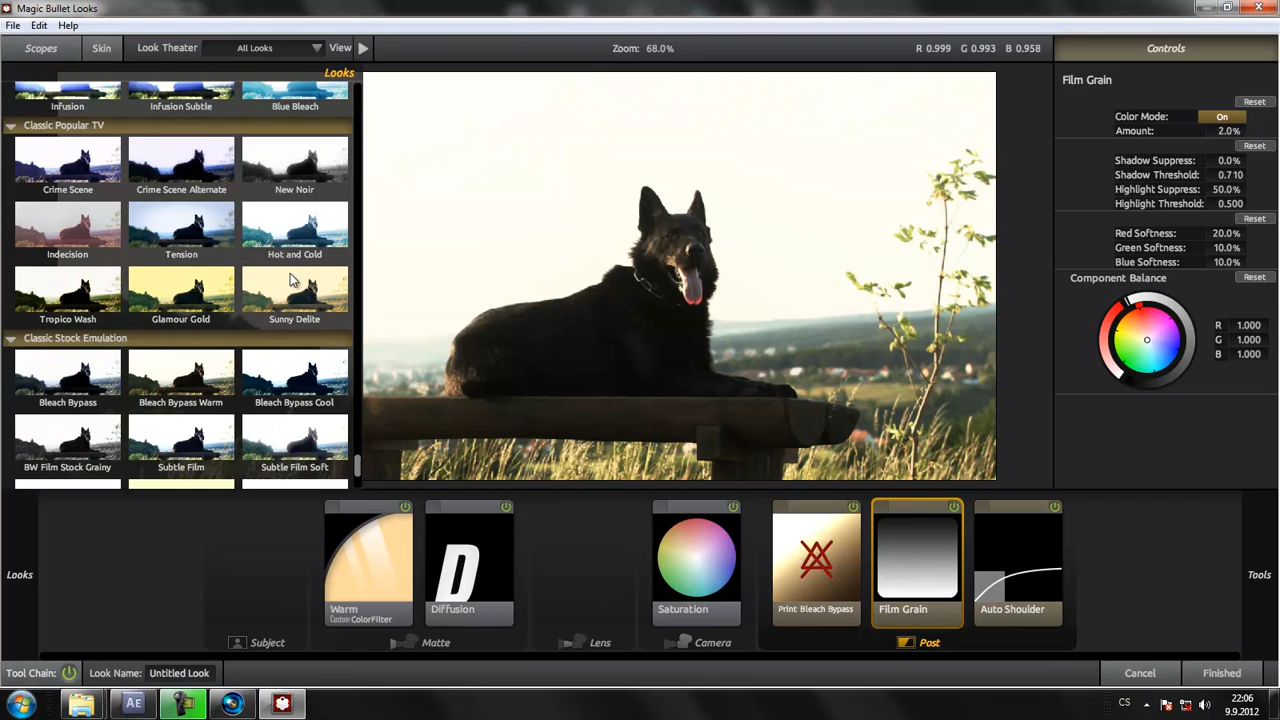 Magic Bullet Looks
File Edit Help
Scopes Skin Look Theater All Looks View Zoom: 68.0% R 0.999 G 0.993 B 0.958 Controls
Looks
Infusion Infusion Subtle Blue Bleach
Classic Popular TV
Crime Scene Crime Scene Alternate New Noir
Indecision Tension Hot and Cold
Tropico Wash Glamour Gold Sunny Delite
Classic Stock Emulation
Bleach Bypass Bleach Bypass Warm Bleach Bypass Cool
BW Film Stock Grainy Subtle Film Subtle Film Soft
Film Grain
Reset
Color Mode: On
Amount: 2.0%
Reset
Shadow Suppress: 0.0%
Shadow Threshold: 0.710
Highlight Suppress: 50.0%
Highlight Threshold: 0.500
Reset
Red Softness: 20.0%
Green Softness: 10.0%
Blue Softness: 10.0%
Component Balance Reset
R 1.000
G 1.000
B 1.000
Looks
D
Warm
Custom ColorFilter
Diffusion
Saturation
Print Bleach Bypass
Film Grain
Auto Shoulder
Tools
Subject Matte Lens Camera Post
Tool Chain: Look Name: Untitled Look Cancel Finished
Ae
CS
22:06
9.9.2012